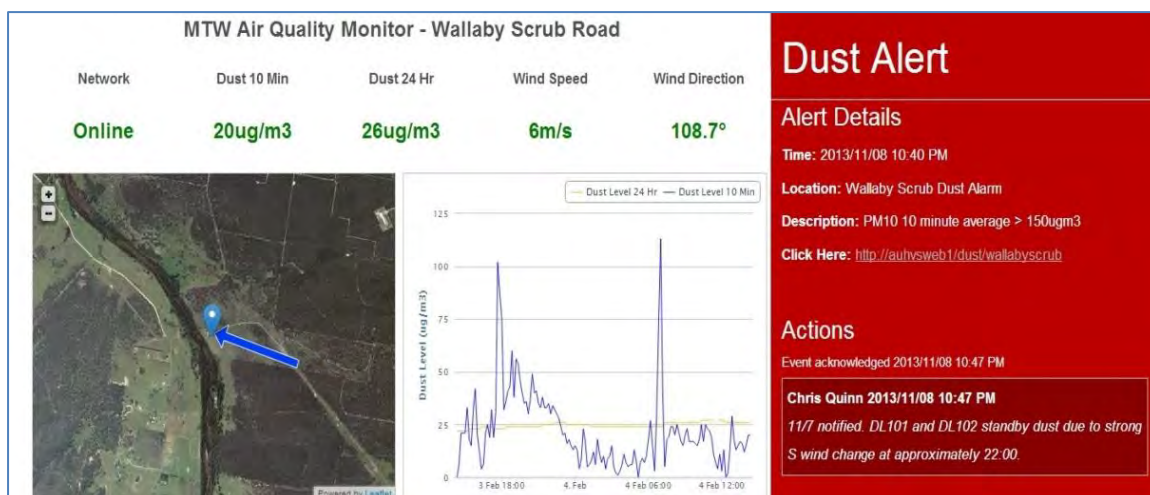 MTW Air Quality Monitor - Wallaby Scrub Road
Network Dust 10 Min Dust 24 Hr Wind Speed Wind Direction
Online 20ug/m3 26ug/m3 6m/s 108.7°
+
−
Powered by Leaflet
Dust Level 24 Hr Dust Level 10 Min
Dust Level (ug/m3)
125
100
75
50
25
0
3 Feb 18:00 4. Feb 4 Feb 06:00 4 Feb 12:00
Dust Alert
Alert Details
Time: 2013/11/08 10:40 PM
Location: Wallaby Scrub Dust Alarm
Description: PM10 10 minute average > 150ugm3
Click Here: http://auhvsweb1/dust/wallabyscrub
Actions
Event acknowledged 2013/11/08 10:47 PM
Chris Quinn 2013/11/08 10:47 PM
11/7 notified. DL101 and DL102 standby dust due to strong
S wind change at approximately 22:00.